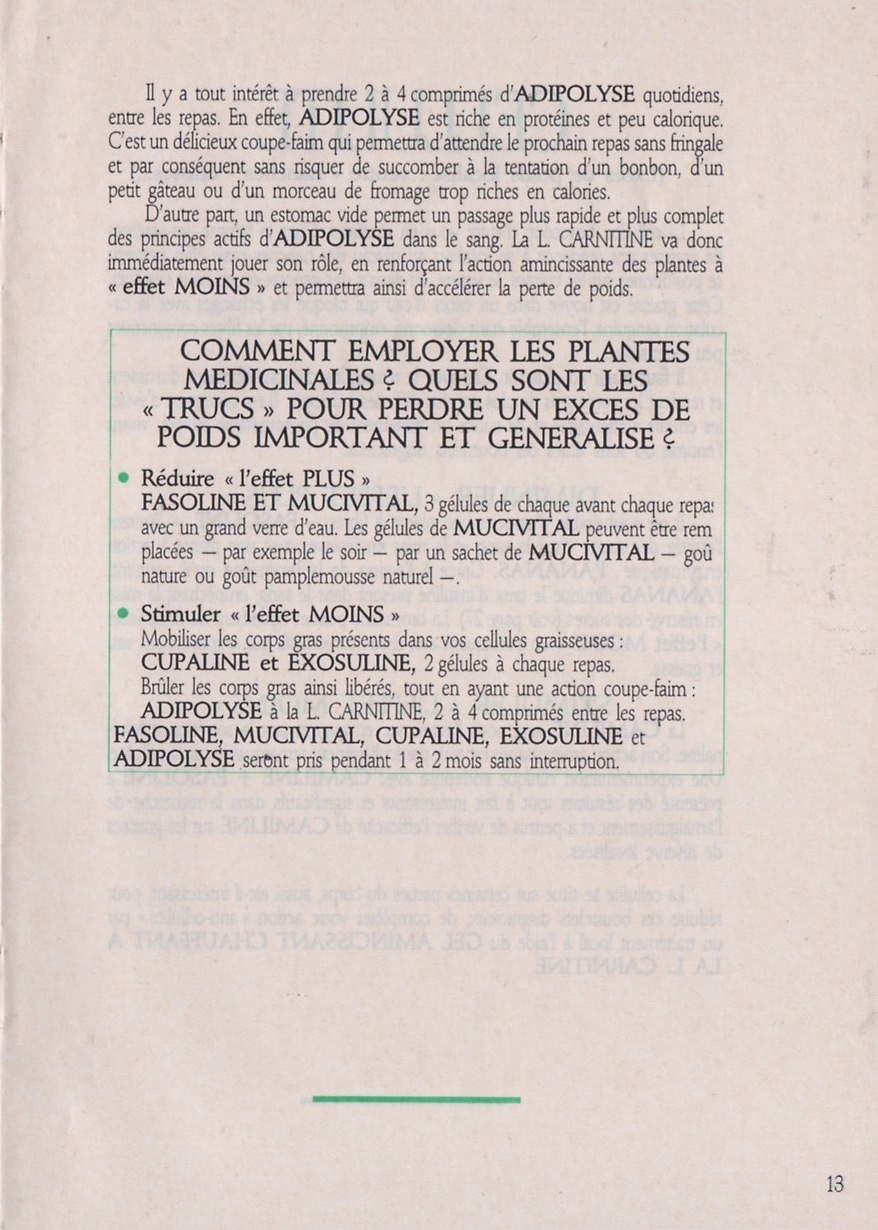 Il y a tout intérêt à prendre 2 à 4 comprimés d'ADIPOLYSE quotidiens,
entre les repas. En effet, ADIPOLYSE est riche en protéines et peu calorique.
C'est un délicieux coupe-faim qui permettra d'attendre le prochain repas sans fringale
et par conséquent sans risquer de succomber à la tentation d'un bonbon, d'un
petit gâteau ou d'un morceau de fromage trop riches en calories.
D'autre part, un estomac vide permet un passage plus rapide et plus complet
des principes actifs d'ADIPOLYSE dans le sang. La L. CARNITINE va donc
immédiatement jouer son rôle, en renforçant l'action amincissante des plantes à
« effet MOINS » et permettra ainsi d'accélérer la perte de poids.
COMMENT EMPLOYER LES PLANTES
MEDICINALES ? QUELS SONT LES
« TRUCS » POUR PERDRE UN EXCES DE
POIDS IMPORTANT ET GENERALISE ?
• Réduire « l'effet PLUS »
FASOLINE ET MUCIVITAL, 3 gélules de chaque avant chaque repas
avec un grand verre d'eau. Les gélules de MUCIVITAL peuvent être rem
placées — par exemple le soir — par un sachet de MUCIVITAL — goû
nature ou goût pamplemousse naturel —.
• Stimuler « l'effet MOINS »
Mobiliser les corps gras présents dans vos cellules graisseuses :
CUPALINE et EXOSULINE, 2 gélules à chaque repas.
Brûler les corps gras ainsi libérés, tout en ayant une action coupe-faim :
ADIPOLYSE à la L. CARNITINE, 2 à 4 comprimés entre les repas.
FASOLINE, MUCIVITAL, CUPALINE, EXOSULINE et
ADIPOLYSE seront pris pendant 1 à 2 mois sans interruption.
13